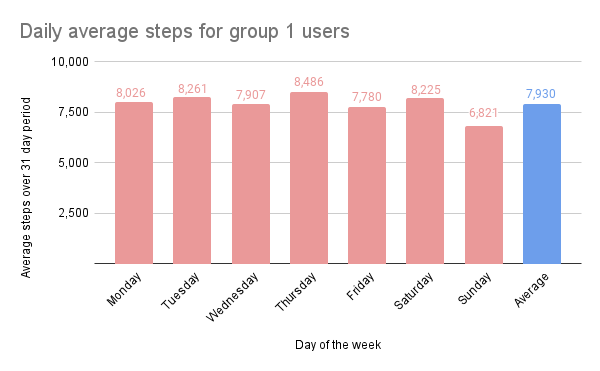 Daily average steps for group 1 users
Average steps over 31 day period
10,000
7,500
5,000
2,500
8,026
8,261
7,907
8,486
7,780
8,225
6,821
7,930
Monday
Tuesday
Wednesday
Thursday
Friday
Saturday
Sunday
Average
Day of the week